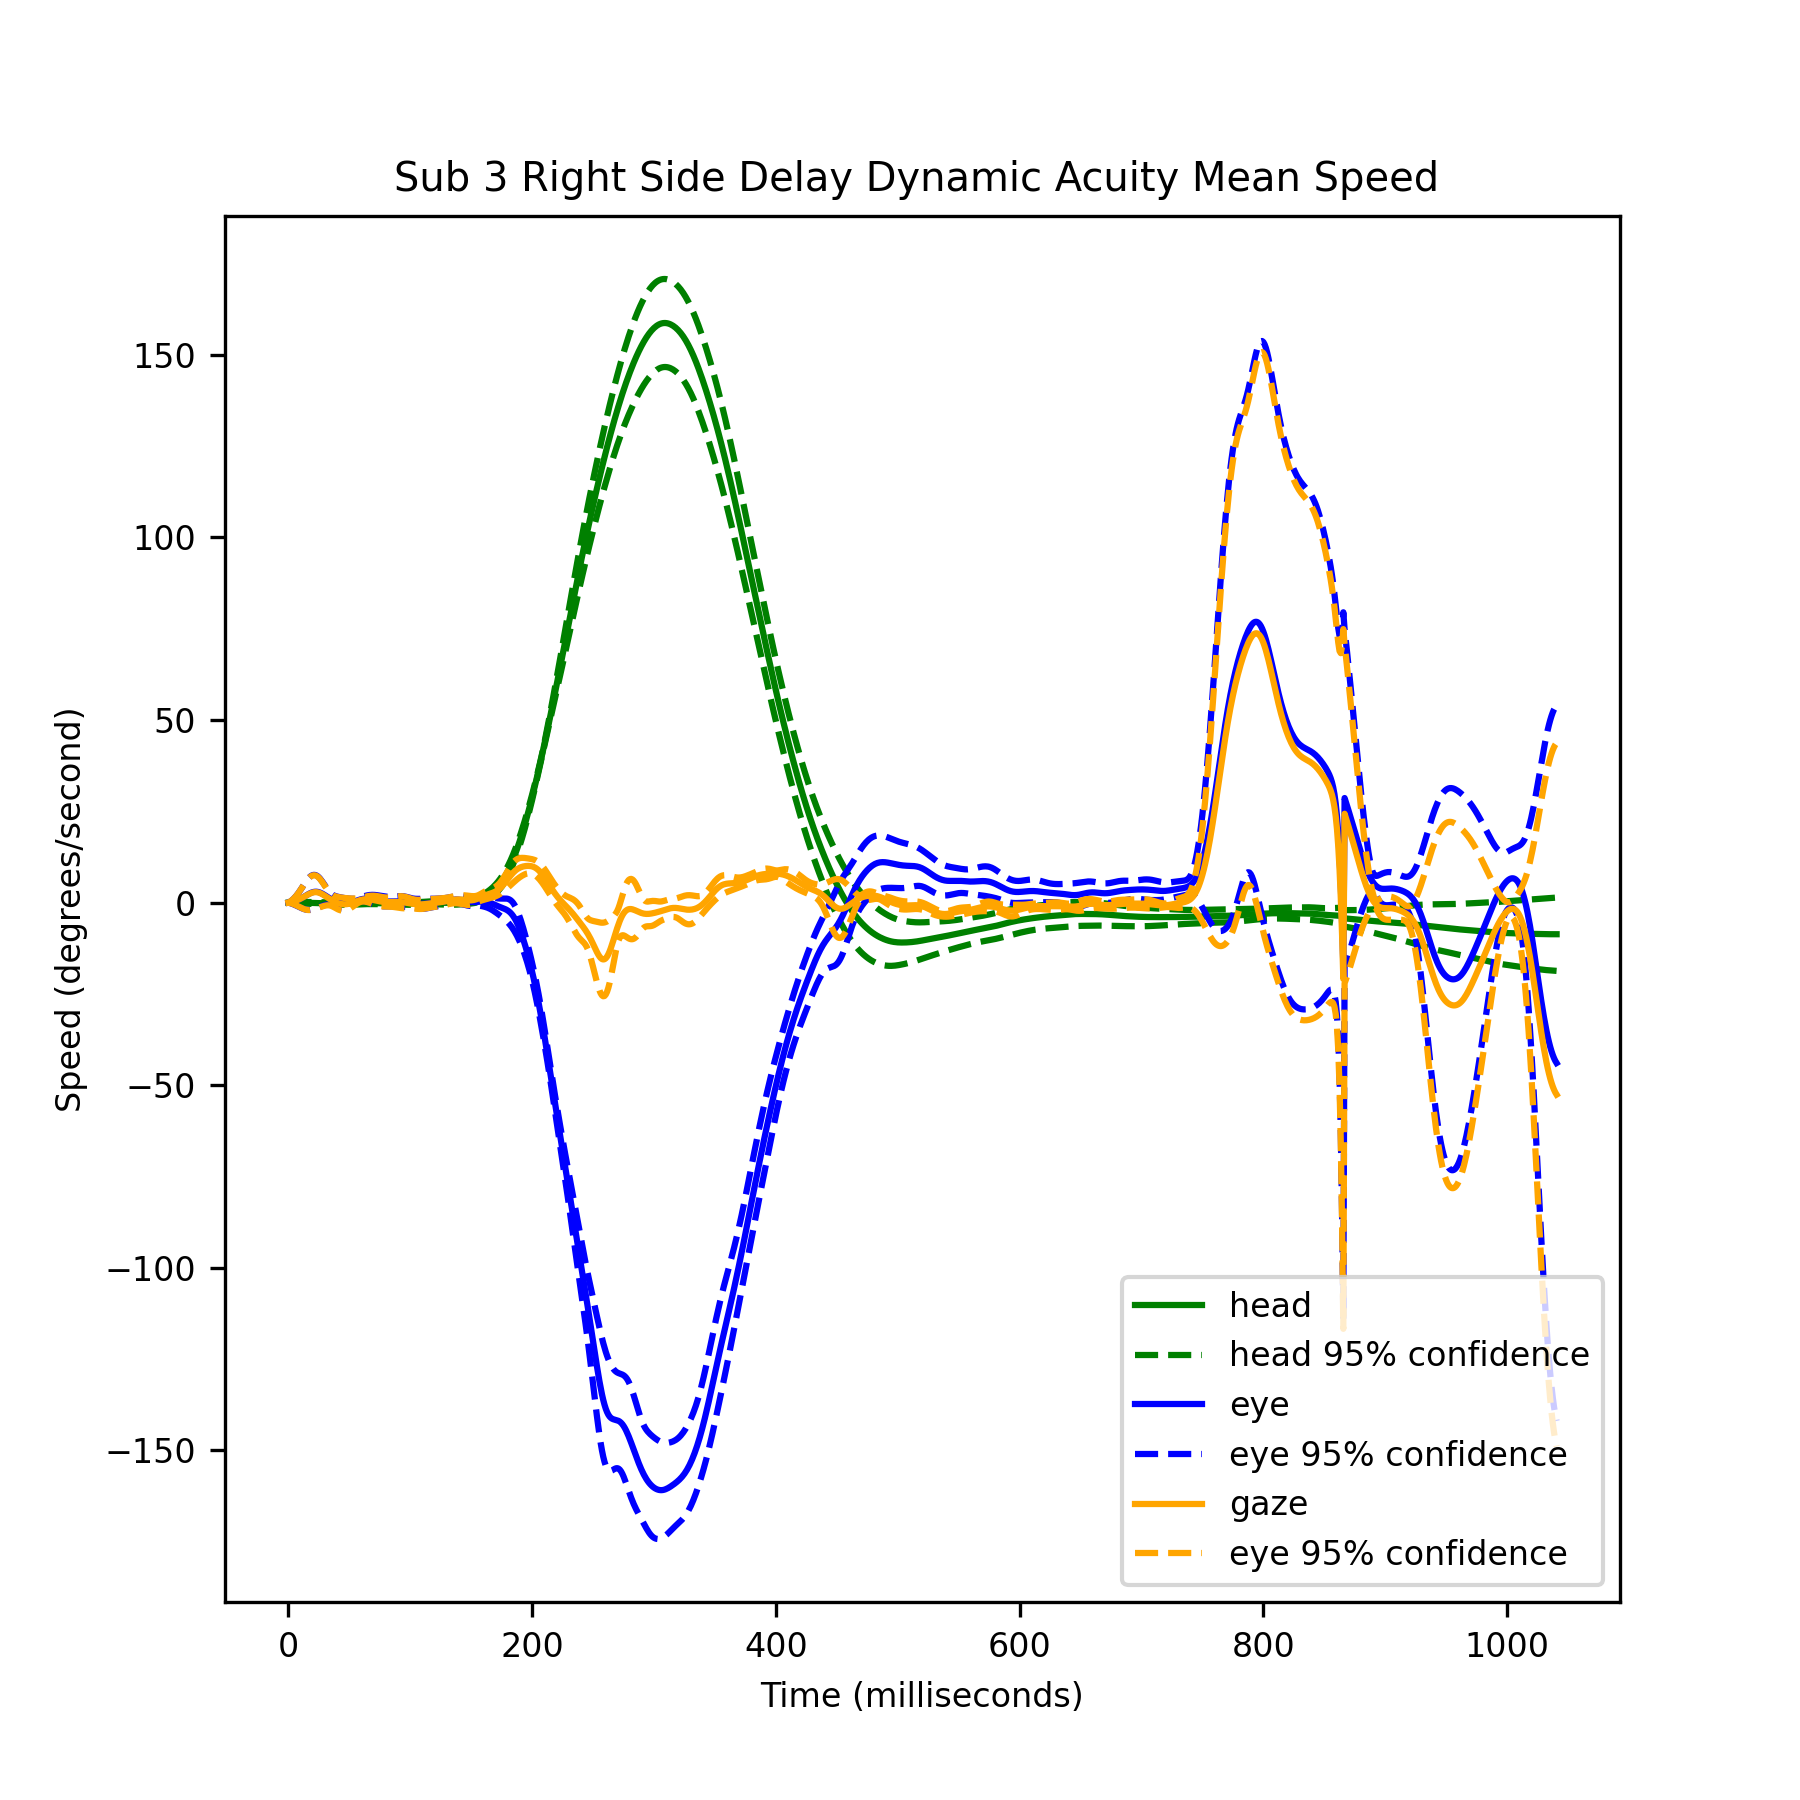 Sub 3 Right Side Delay Dynamic Acuity Mean Speed
Speed (degrees/second)
150
100
50
0
−50
−100
−150
head
head 95% confidence
eye
eye 95% confidence
gaze
eye 95% confidence
0 200 400 600 800 1000
Time (milliseconds)